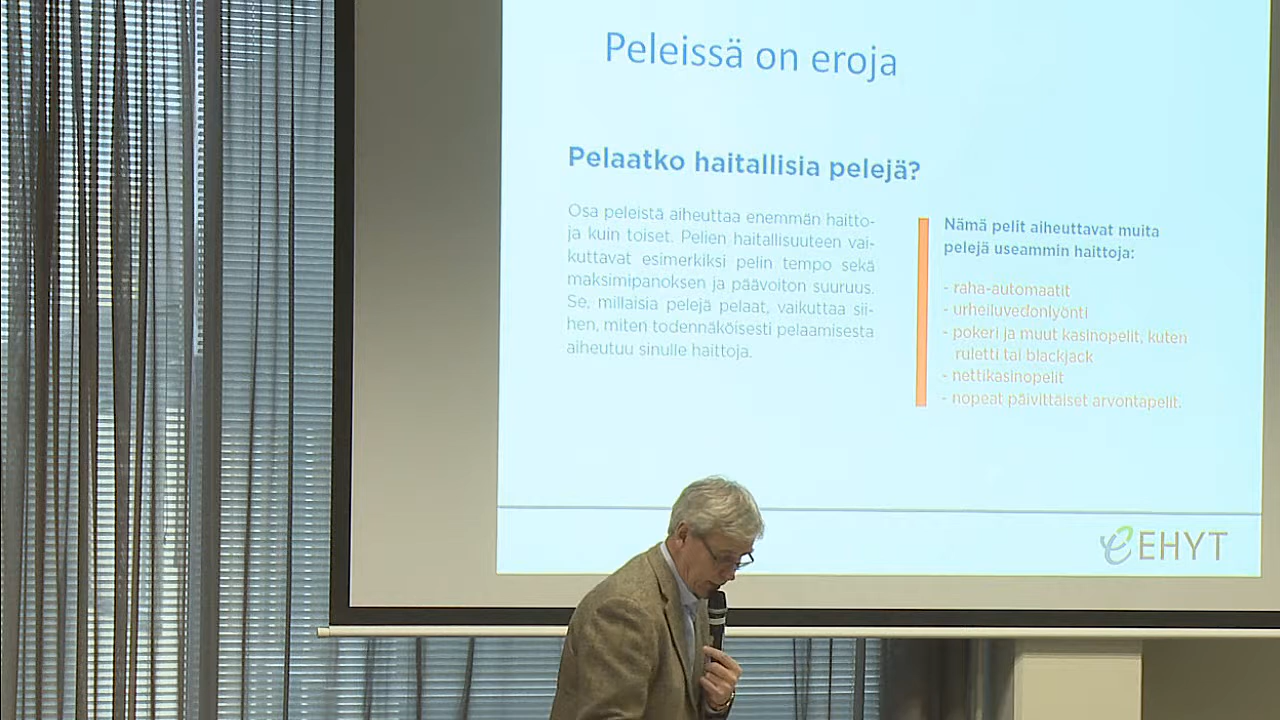 Peleissä on eroja
Pelaatko haitallisia pelejä?
Osa peleistä aiheuttaa enemmän haitto-
ja kuin toiset. Pelien haitallisuuteen vai-
kuttavat esimerkiksi pelin tempo sekä
maksimipanoksen ja päävoiton suuruus.
Se, millaisia pelejä pelaat, vaikuttaa sii-
hen, miten todennäköisesti pelaamisesta
aiheutuu sinulle haittoja.
Nämä pelit aiheuttavat muita
pelejä useammin haittoja:
- raha-automaatit
- urheiluvedonlyönti
- pokeri ja muut kasinopelit, kuten
ruletti tai blackjack
- nettikasinopelit
- nopeat päivittäiset arvontapelit.
EHYT